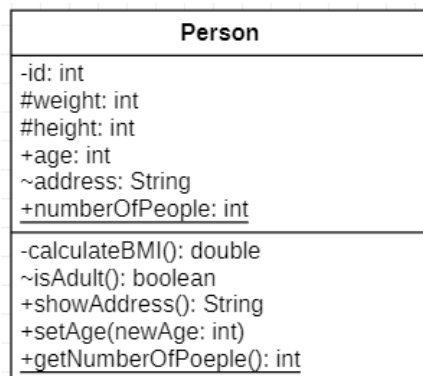 Person
-id: int
#weight: int
#height: int
+age: int
~address: String
+numberOfPeople: int
-calculateBMI(): double
~isAdult(): boolean
+showAddress(): String
+setAge(newAge: int)
+getNumberOfPoeple(): int